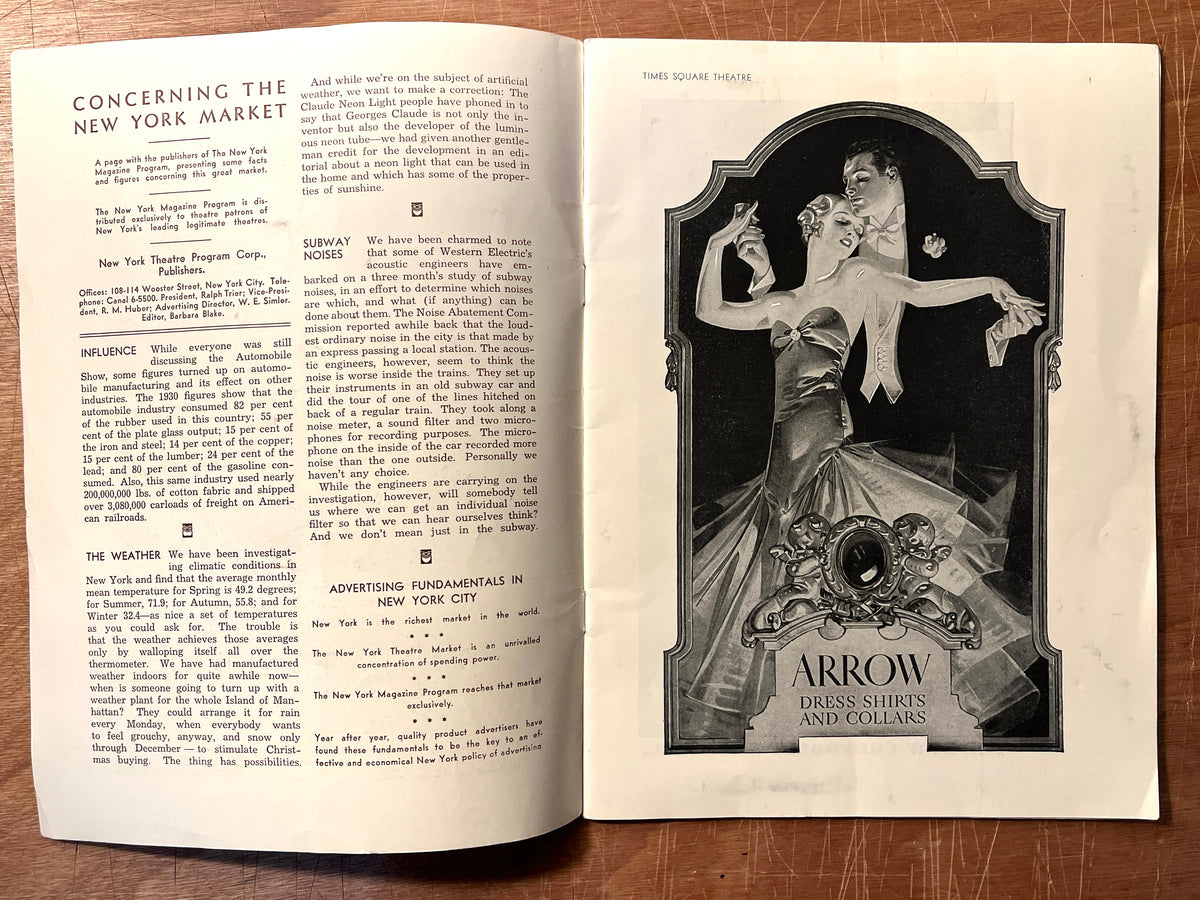 CONCERNING THE
NEW YORK MARKET
A page with the publishers of The New York
Magazine Program, presenting some facts
and figures concerning this great market.
The New York Magazine Program is dis-
tributed exclusively to theatre patrons of
New York's leading legitimate theatres.
New York Theatre Program Corp.,
Publishers.
Offices: 108-114 Wooster Street, New York City. Tele-
phone: Canal 6-5500. President, Ralph Trier; Vice-Presi-
dent, R. M. Huber; Advertising Director, W. E. Simler.
Editor, Barbara Blake.
INFLUENCE While everyone was still
discussing the Automobile
Show, some figures turned up on automo-
bile manufacturing and its effect on other
industries. The 1930 figures show that the
automobile industry consumed 82 per cent
of the rubber used in this country; 55 per
cent of the plate glass output; 15 per cent of
the iron and steel; 14 per cent of the copper;
15 per cent of the lumber; 24 per cent of the
lead; and 80 per cent of the gasoline con-
sumed. Also, this same industry used nearly
200,000,000 lbs. of cotton fabric and shipped
over 3,080,000 carloads of freight on Ameri-
can railroads.
THE WEATHER We have been investigat-
ing climatic conditions in
New York and find that the average monthly
mean temperature for Spring is 49.2 degrees;
for Summer, 71.9; for Autumn, 55.8; and for
Winter 32.4—as nice a set of temperatures
as you could ask for. The trouble is
that the weather achieves those averages
only by walloping itself all over the
thermometer. We have had manufactured
weather indoors for quite awhile now—
when is someone going to turn up with a
weather plant for the whole Island of Man-
hattan? They could arrange it for rain
every Monday, when everybody wants
to feel grouchy, anyway, and snow only
through December—to stimulate Christ-
mas buying. The thing has possibilities.
And while we're on the subject of artificial
weather, we want to make a correction: The
Claude Neon Light people have phoned in to
say that Georges Claude is not only the in-
ventor but also the developer of the lumin-
ous neon tube—we had given another gentle-
man credit for the development in an edi-
torial about a neon light that can be used in
the home and which has some of the proper-
ties of sunshine.
SUBWAY NOISES We have been charmed to note
that some of Western Electric's
acoustic engineers have em-
barked on a three month's study of subway
noises, in an effort to determine which noises
are which, and what (if anything) can be
done about them. The Noise Abatement Com-
mission reported awhile back that the loud-
est ordinary noise in the city is that made by
an express passing a local station. The acous-
tic engineers, however, seem to think the
noise is worse inside the trains. They set up
their instruments in an old subway car and
did the tour of one of the lines hitched on
back of a regular train. They took along a
noise meter, a sound filter and two micro-
phones for recording purposes. The micro-
phone on the inside of the car recorded more
noise than the one outside. Personally we
haven't any choice.
While the engineers are carrying on the
investigation, however, will somebody tell
us where we can get an individual noise
filter so that we can hear ourselves think?
And we don't mean just in the subway.
ADVERTISING FUNDAMENTALS IN
NEW YORK CITY
New York is the richest market in the world.
* * *
The New York Theatre Market is an unrivalled
concentration of spending power.
* * *
The New York Magazine Program reaches that market
exclusively.
* * *
Year after year, quality product advertisers have
found these fundamentals to be the key to an ef-
fective and economical New York policy of advertising
TIMES SQUARE THEATRE
ARROW
DRESS SHIRTS
AND COLLARS